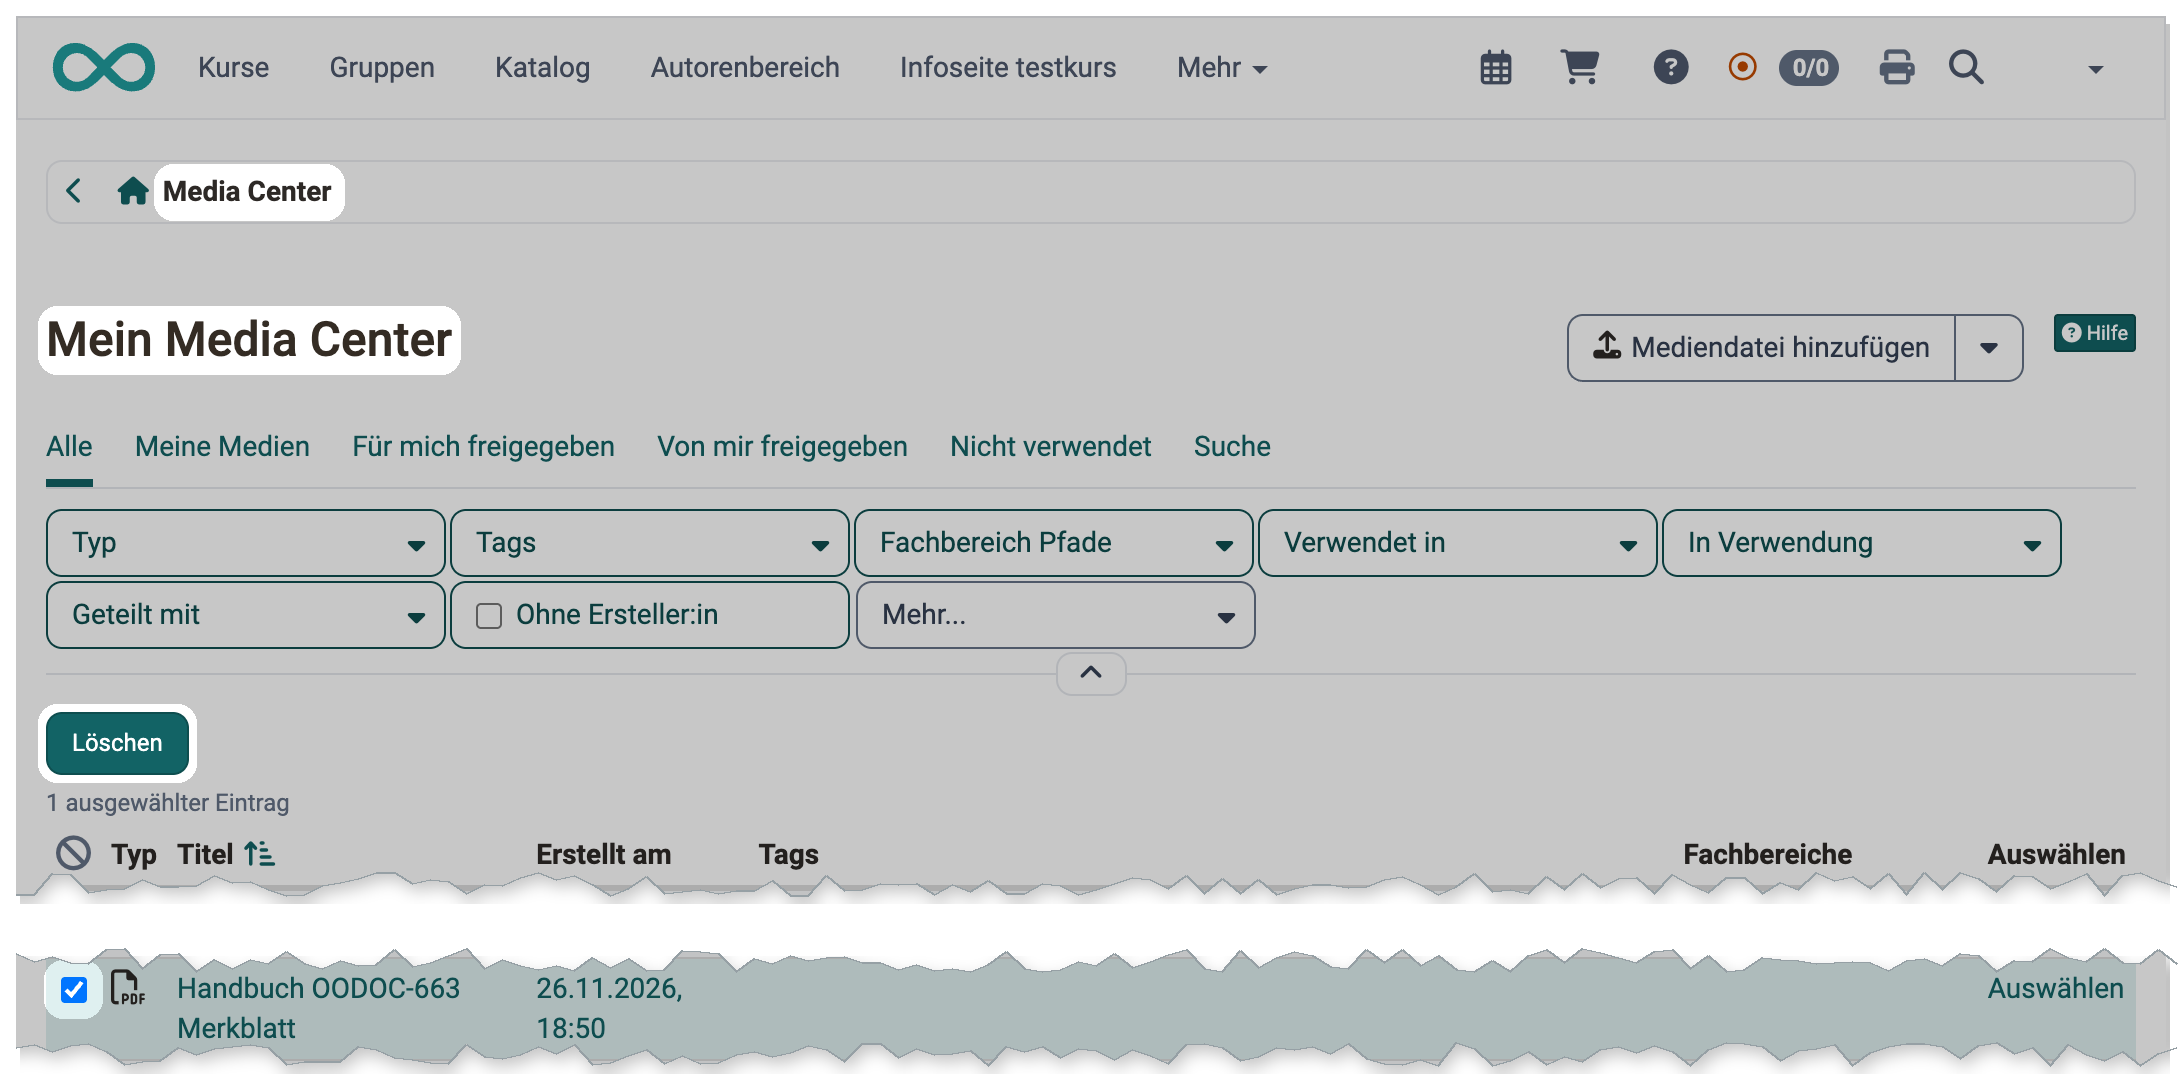 Kurse Gruppen Katalog Autorenbereich Infoseite testkurs Mehr ? 0/0
Media Center
Mein Media Center
Mediendatei hinzufügen
? Hilfe
Alle Meine Medien Für mich freigegeben Von mir freigegeben Nicht verwendet Suche
Typ Tags Fachbereich Pfade Verwendet in In Verwendung
Geteilt mit Ohne Ersteller:in Mehr...
Löschen
1 ausgewählter Eintrag
Typ Titel Erstellt am Tags Fachbereiche Auswählen
PDF Handbuch OODOC-663 26.11.2026, Auswählen
Merkblatt 18:50